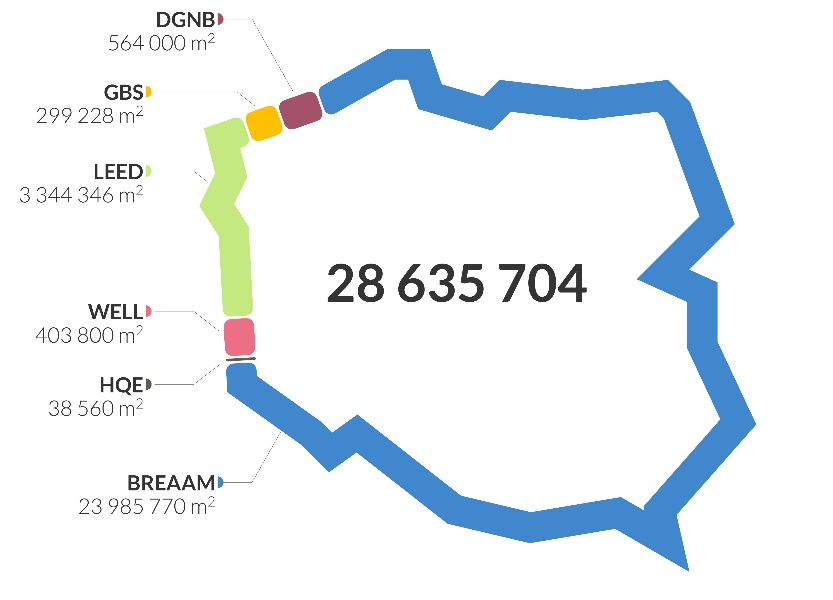 DGNB
564 000 m²
GBS
299 228 m²
LEED
3 344 346 m²
28 635 704
WELL
403 800 m²
HQE
38 560 m²
BREAAM
23 985 770 m²